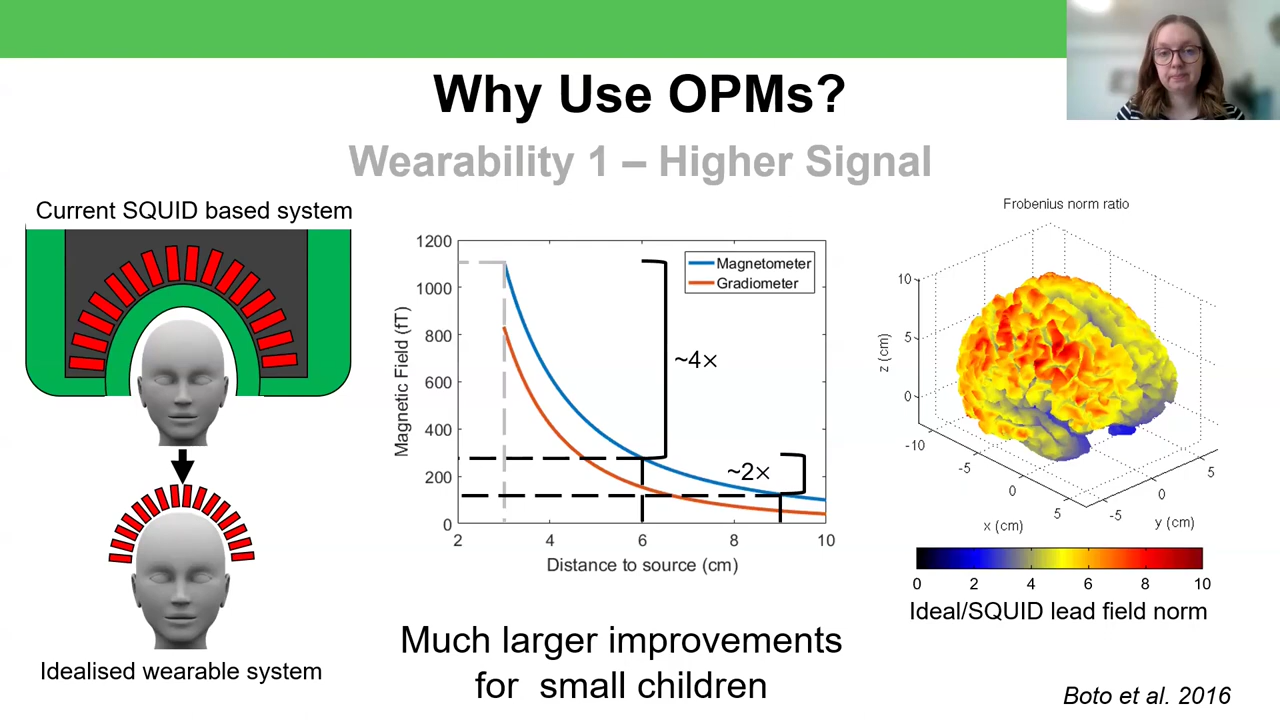 Why Use OPMs?
Wearability 1 – Higher Signal
Current SQUID based system
Idealised wearable system
1200
1000
800
600
400
200
0
2
4
6
8
10
Magnetic Field (fT)
Distance to source (cm)
Magnetometer
Gradiometer
~4×
~2×
Much larger improvements
for small children
Frobenius norm ratio
10
5
0
z (cm)
-10
-5
0
5
x (cm)
-5
0
5
y (cm)
0 2 4 6 8 10
Ideal/SQUID lead field norm
Boto et al. 2016